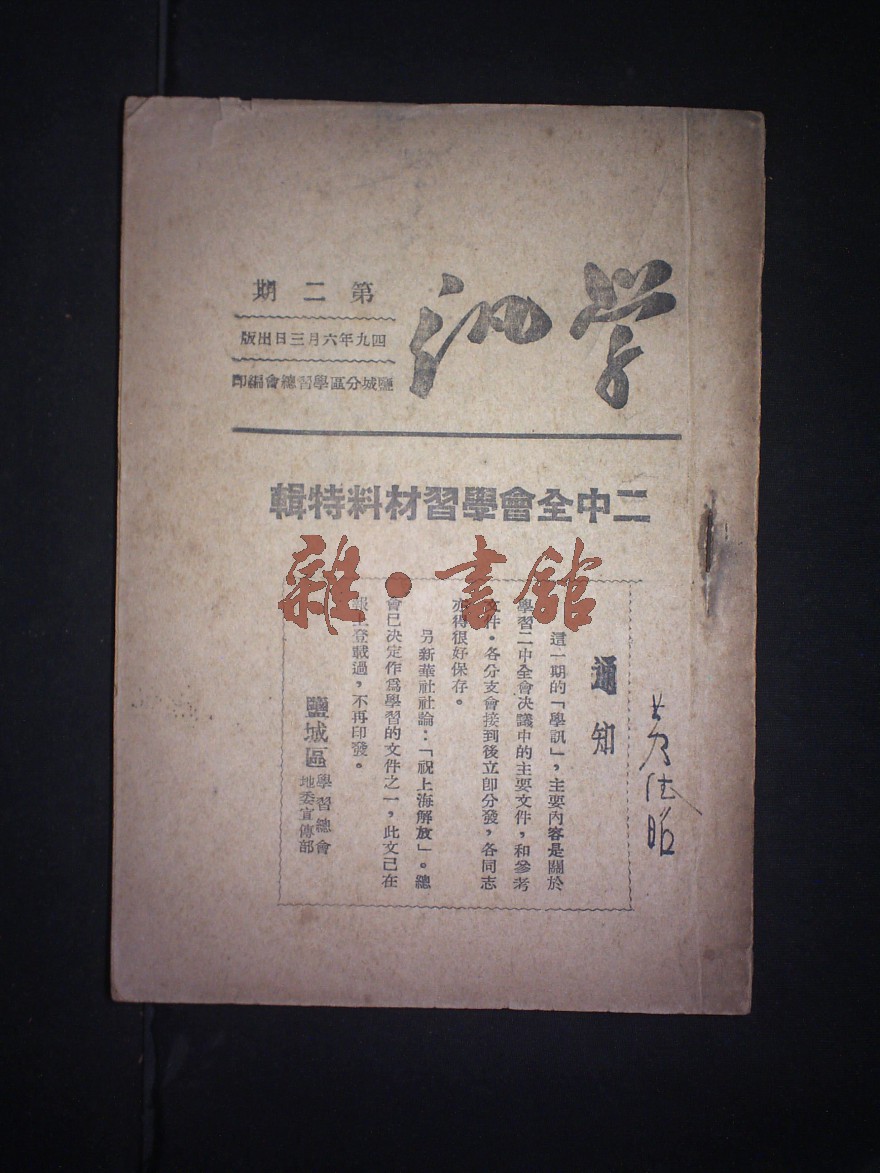 学讯
第二期
四九年六月三日出版
鹽城分區學習總會編印
二中全會學習材料特輯
通知
這一期的「學訊」，主要內容是關於
學習二中全會決議中的主要文件，和參考
文件。各分支會接到後立卽分發，各同志
亦得很好保存。
另新華社社論：「祝上海解放」。總
會已決定作爲學習的文件之一，此文已在
報上登載過，不再印發。
鹽城區
學習總會
地委宣傳部
雜·書館